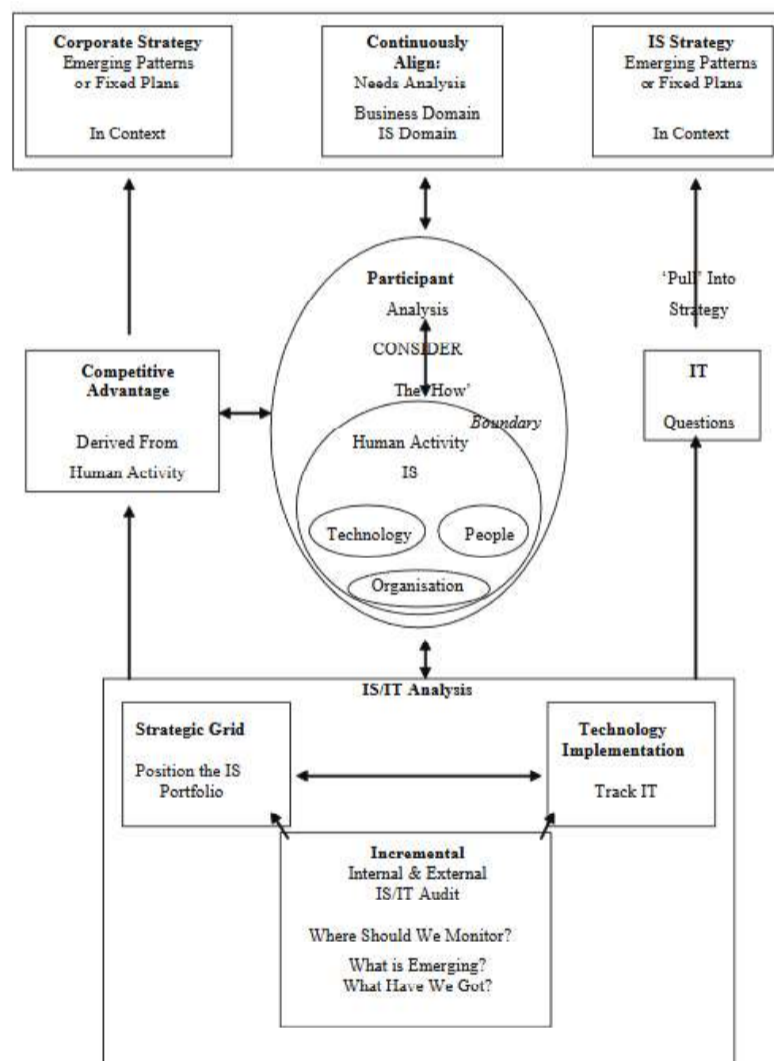 Corporate Strategy
Emerging Patterns
or Fixed Plans
In Context
Continuously
Align:
Needs Analysis
Business Domain
IS Domain
IS Strategy
Emerging Patterns
or Fixed Plans
In Context
Participant
Analysis
CONSIDER
The 'How'
Boundary
Human Activity
IS
Technology
People
Organisation
Competitive
Advantage
Derived From
Human Activity
'Pull' Into
Strategy
IT
Questions
IS/IT Analysis
Strategic Grid
Position the IS
Portfolio
Technology
Implementation
Track IT
Incremental
Internal & External
IS/IT Audit
Where Should We Monitor?
What is Emerging?
What Have We Got?